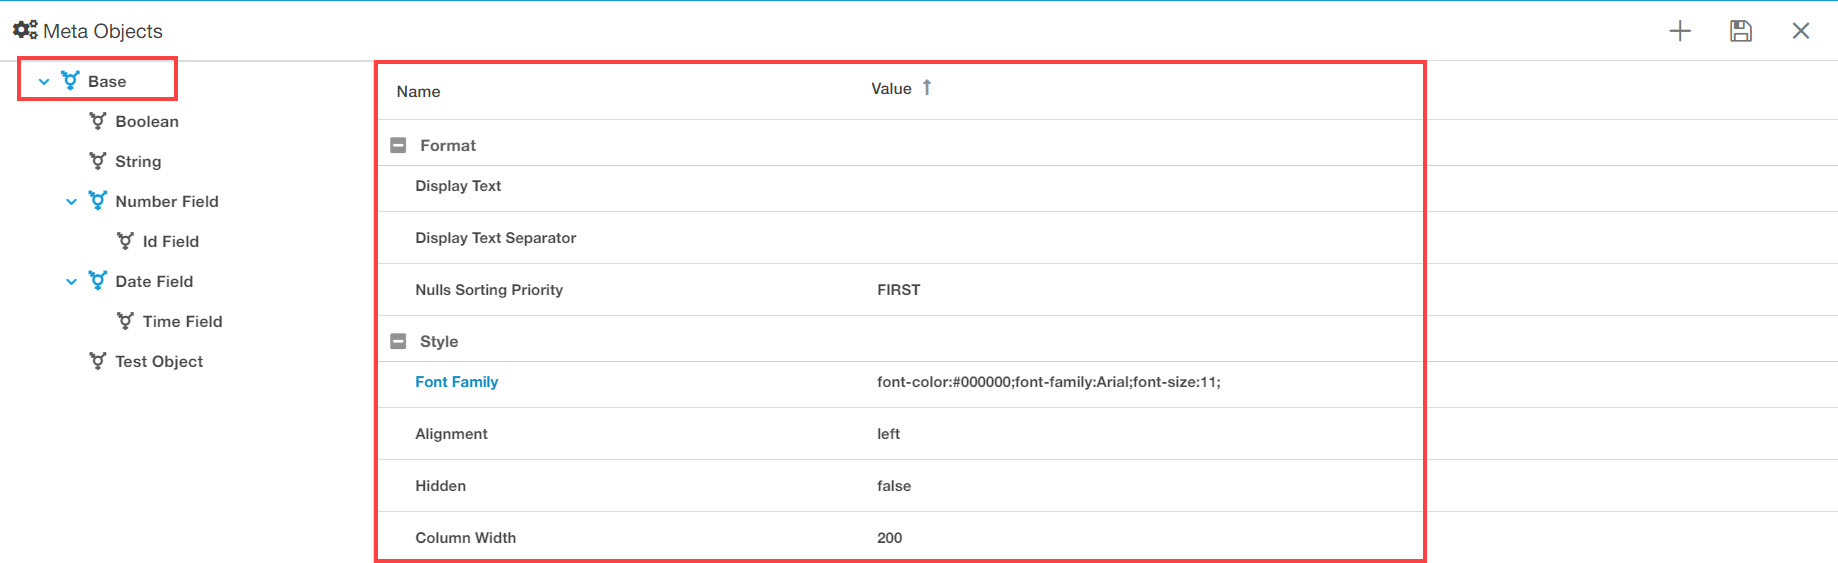 Meta Objects
Base
Boolean
String
Number Field
Id Field
Date Field
Time Field
Test Object
Name Value
Format
Display Text
Display Text Separator
Nulls Sorting Priority FIRST
Style
Font Family font-color:#000000;font-family:Arial;font-size:11;
Alignment left
Hidden false
Column Width 200